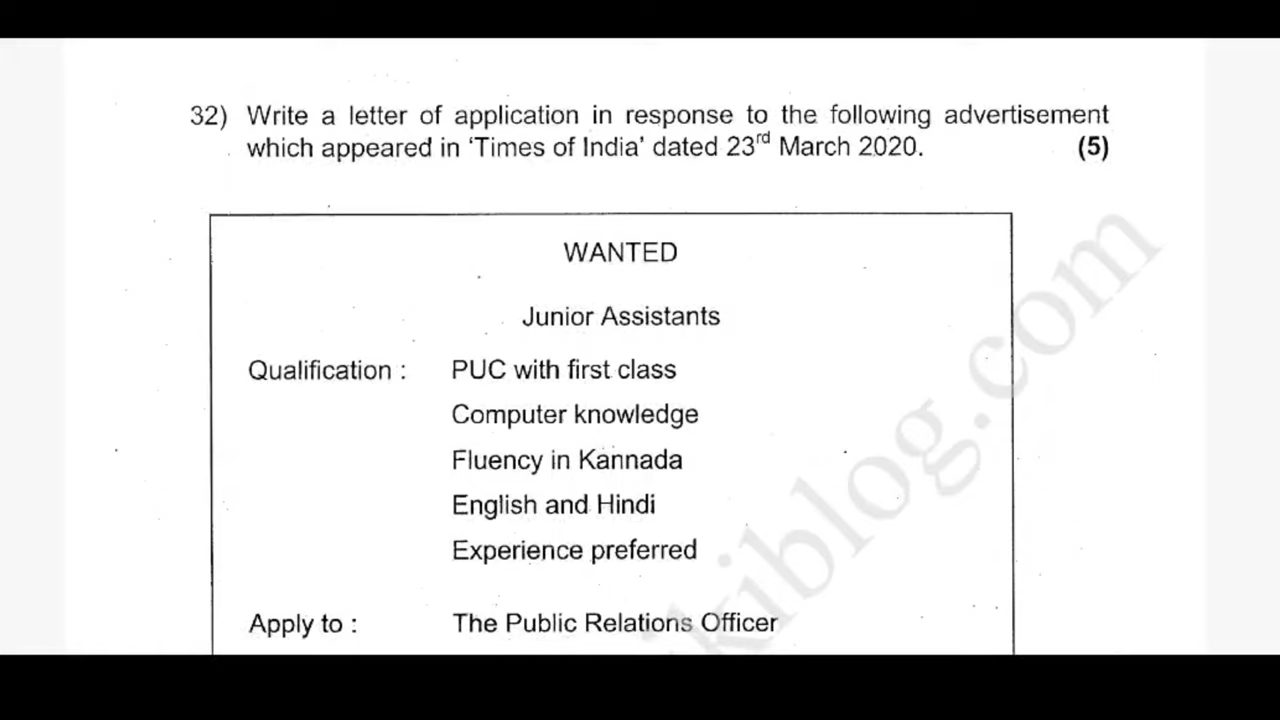 32) Write a letter of application in response to the following advertisement
which appeared in ‘Times of India’ dated 23rd March 2020. (5)
WANTED
Junior Assistants
Qualification : PUC with first class
Computer knowledge
Fluency in Kannada
English and Hindi
Experience preferred
Apply to : The Public Relations Officer
kiblog.com